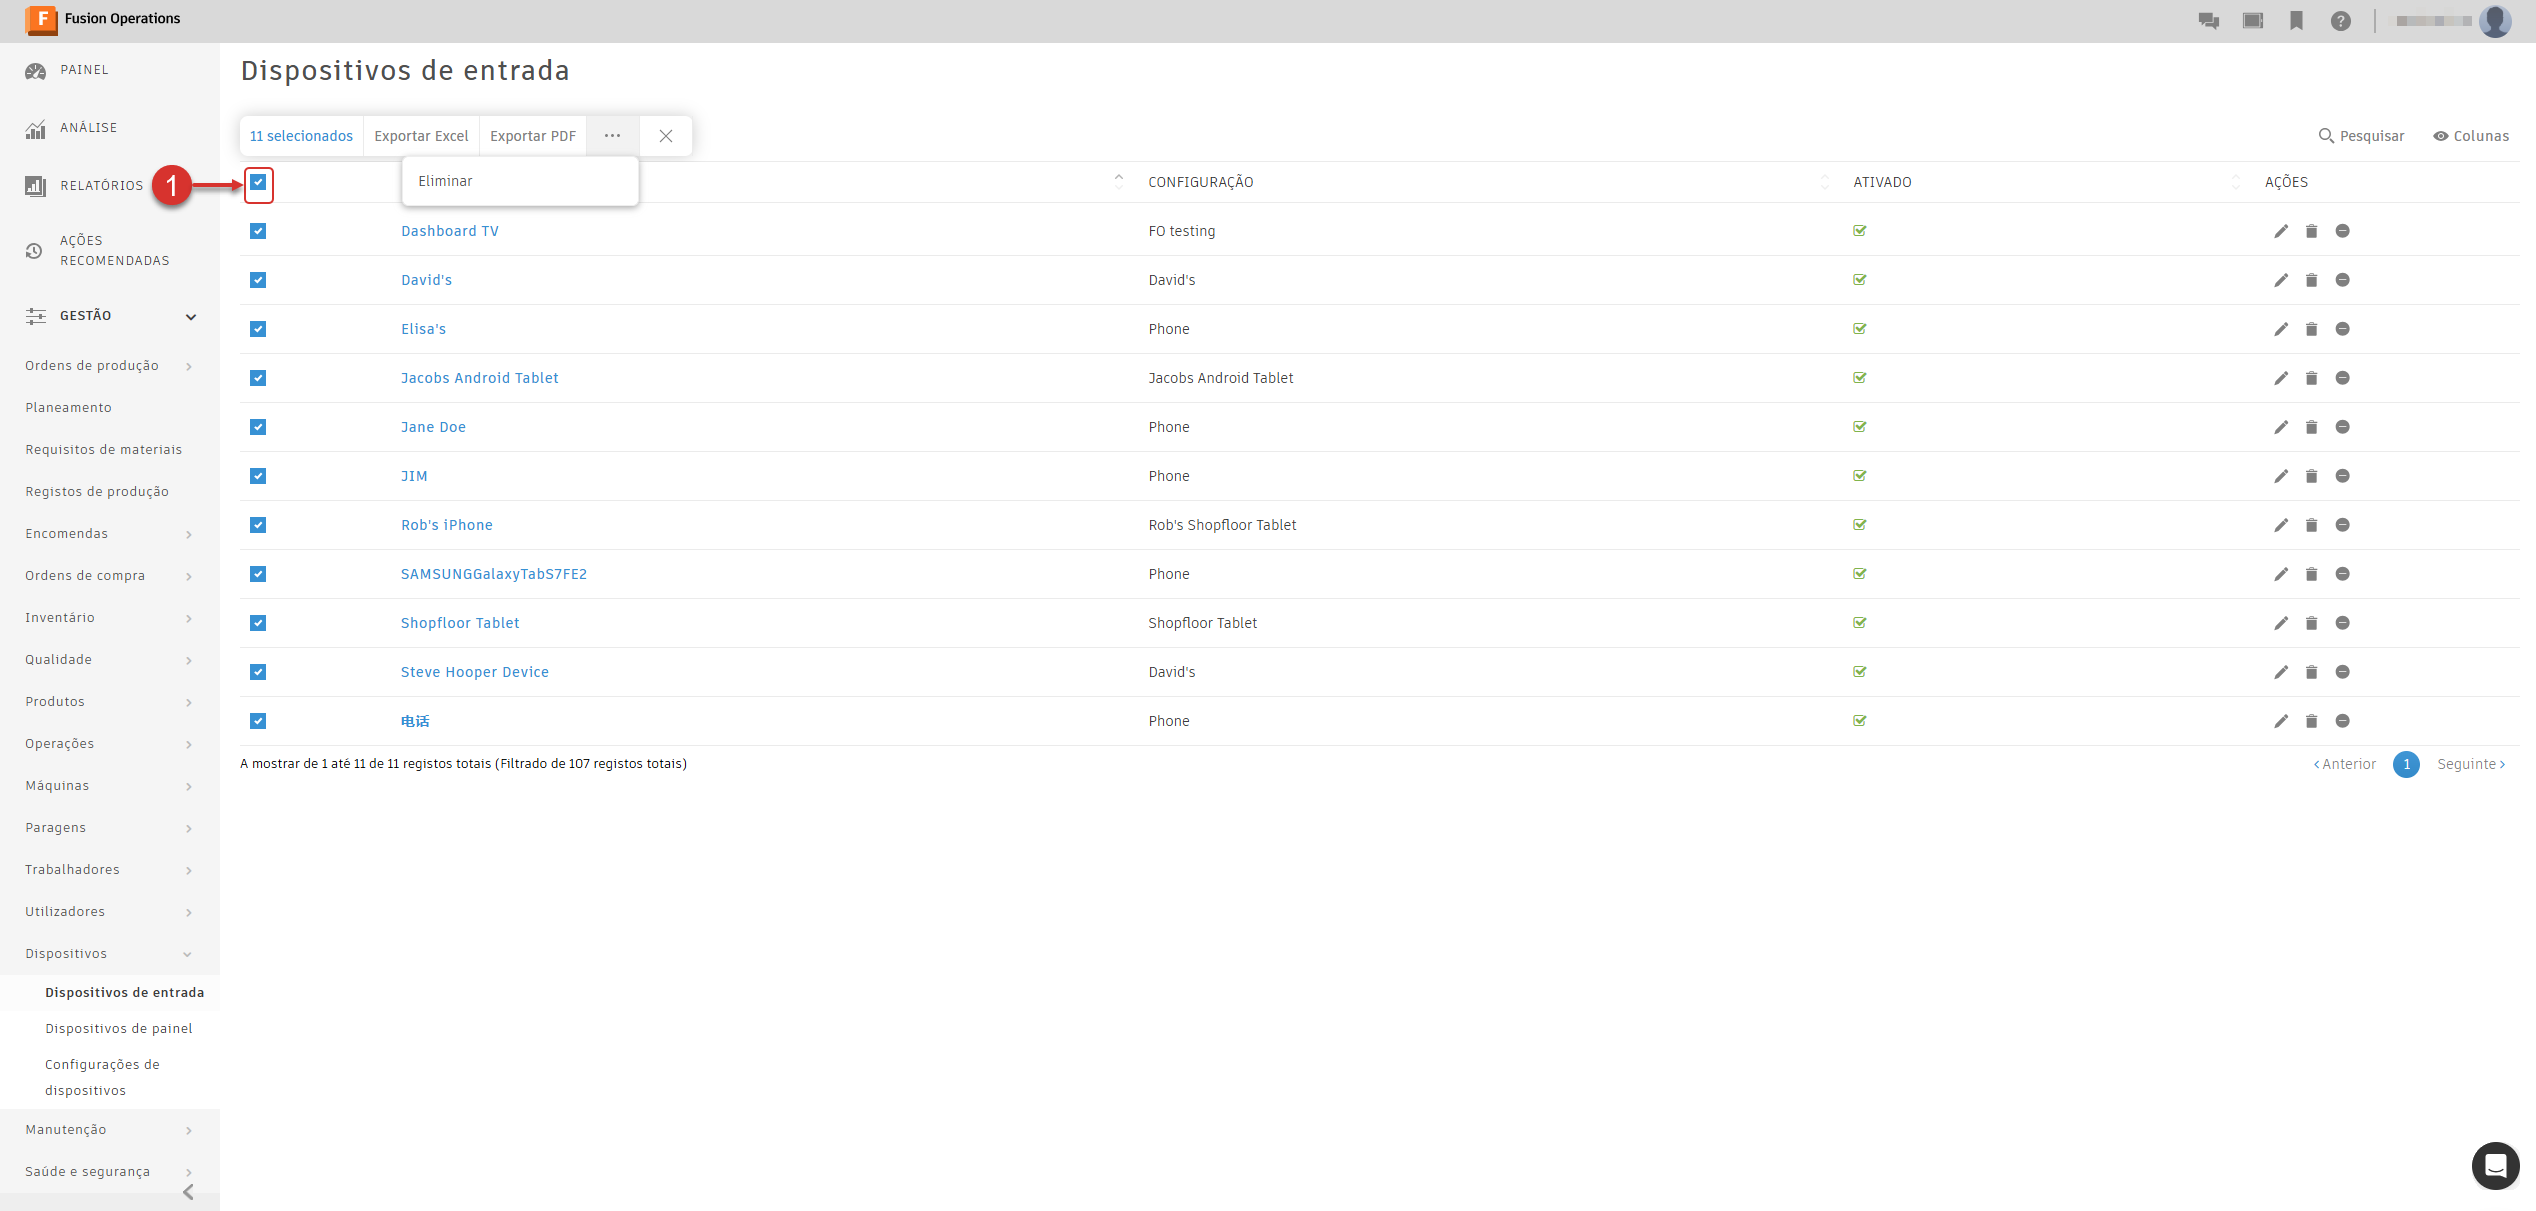 F Fusion Operations
PAINEL
ANÁLISE
RELATÓRIOS
AÇÕES
RECOMENDADAS
GESTÃO
Ordens de produção
Planeamento
Requisitos de materiais
Registos de produção
Encomendas
Ordens de compra
Inventário
Qualidade
Produtos
Operações
Máquinas
Paragens
Trabalhadores
Utilizadores
Dispositivos
Dispositivos de entrada
Dispositivos de painel
Configurações de
dispositivos
Manutenção
Saúde e segurança
Dispositivos de entrada
11 selecionados Exportar Excel Exportar PDF ... Pesquisar Colunas
1
Eliminar
CONFIGURAÇÃO ATIVADO AÇÕES
Dashboard TV FO testing
David's David's
Elisa's Phone
Jacobs Android Tablet Jacobs Android Tablet
Jane Doe Phone
JIM Phone
Rob's iPhone Rob's Shopfloor Tablet
SAMSUNGGalaxyTabS7FE2 Phone
Shopfloor Tablet Shopfloor Tablet
Steve Hooper Device David's
电话 Phone
A mostrar de 1 até 11 de 11 registos totais (Filtrado de 107 registos totais)
‹ Anterior 1 Seguinte ›